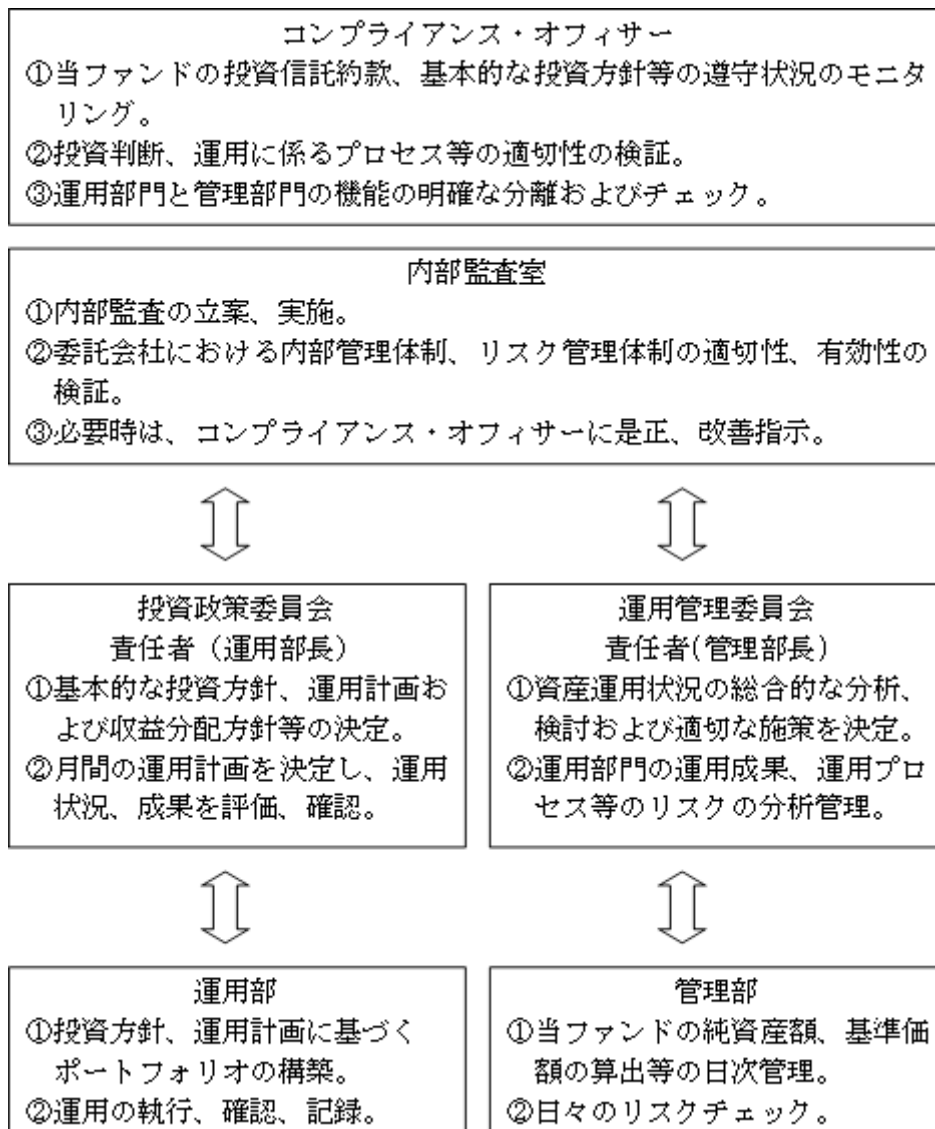 コンプライアンス・オフィサー
①当ファンドの投資信託約款、基本的な投資方針等の遵守状況のモニタ
リング。
②投資判断、運用に係るプロセス等の適切性の検証。
③運用部門と管理部門の機能の明確な分離およびチェック。
内部監査室
①内部監査の立案、実施。
②委託会社における内部管理体制、リスク管理体制の適切性、有効性の
検証。
③必要時は、コンプライアンス・オフィサーに是正、改善指示。
投資政策委員会
責任者（運用部長）
①基本的な投資方針、運用計画お
よび収益分配方針等の決定。
②月間の運用計画を決定し、運用
状況、成果を評価、確認。
運用管理委員会
責任者(管理部長)
①資産運用状況の総合的な分析、
検討および適切な施策を決定。
②運用部門の運用成果、運用プロ
セス等のリスクの分析管理。
運用部
①投資方針、運用計画に基づく
ポートフォリオの構築。
②運用の執行、確認、記録。
管理部
①当ファンドの純資産額、基準価
額の算出等の日次管理。
②日々のリスクチェック。